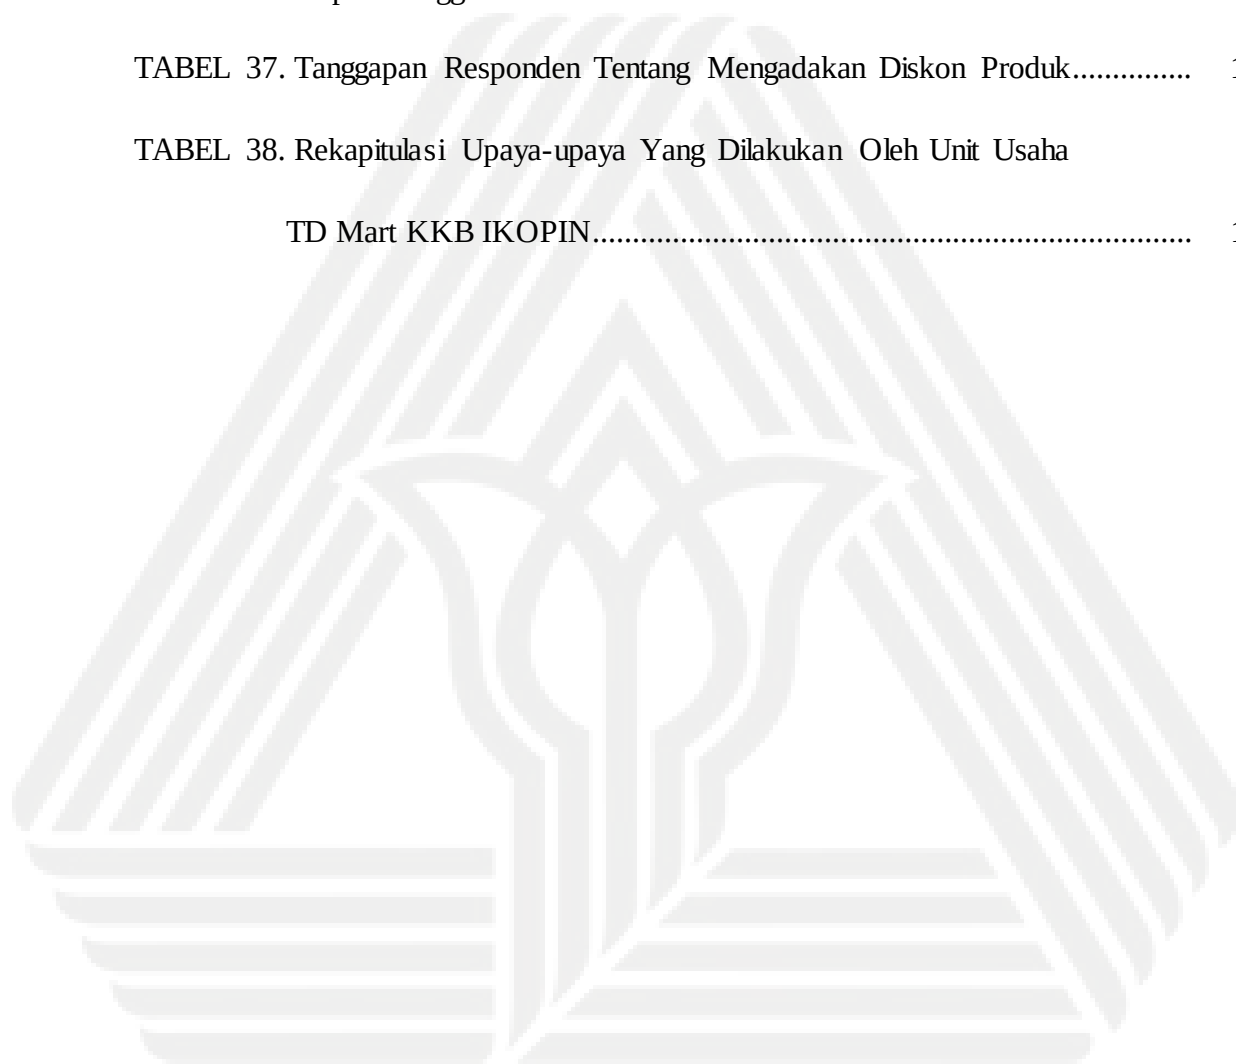 TABEL 37. Tanggapan Responden Tentang Mengadakan Diskon Produk...............
TABEL 38. Rekapitulasi Upaya-upaya Yang Dilakukan Oleh Unit Usaha
TD Mart KKB IKOPIN...........................................................................